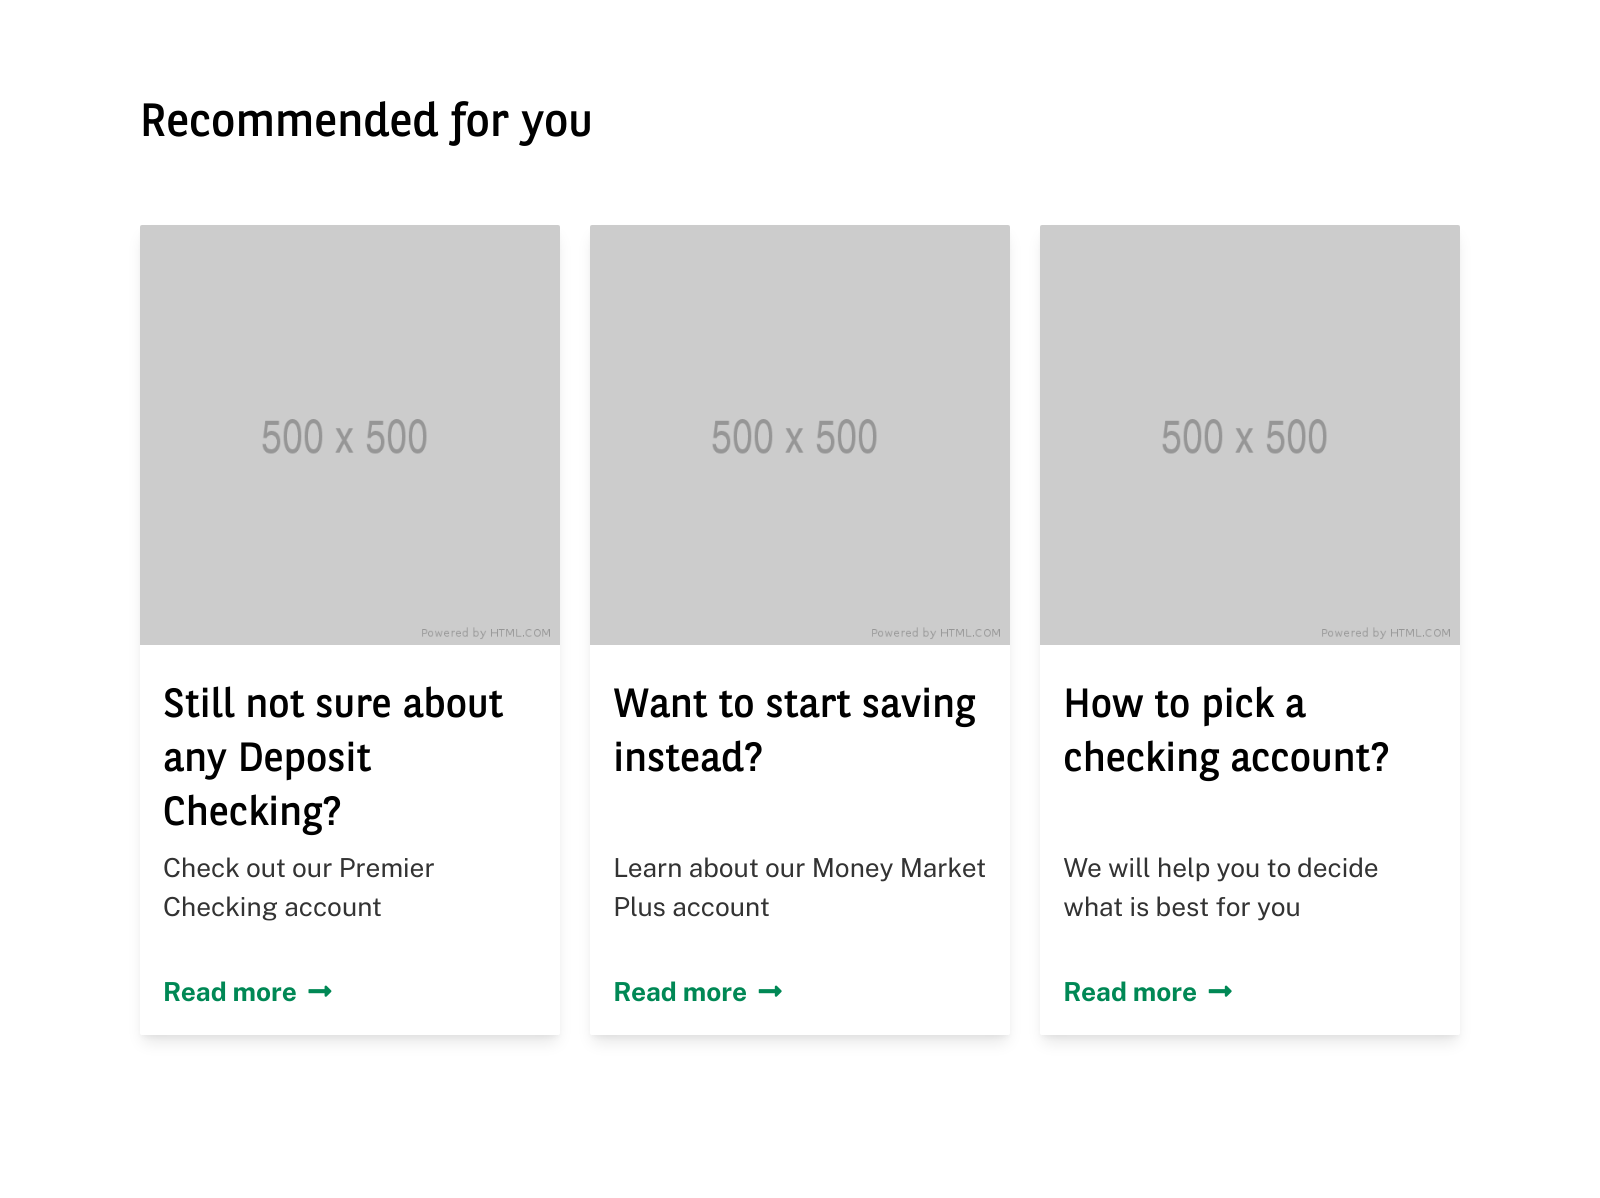 Recommended for you
500 x 500
Powered by HTML.COM
Still not sure about
any Deposit
Checking?
Check out our Premier
Checking account
Read more
500 x 500
Powered by HTML.COM
Want to start saving
instead?
Learn about our Money Market
Plus account
Read more
500 x 500
Powered by HTML.COM
How to pick a
checking account?
We will help you to decide
what is best for you
Read more